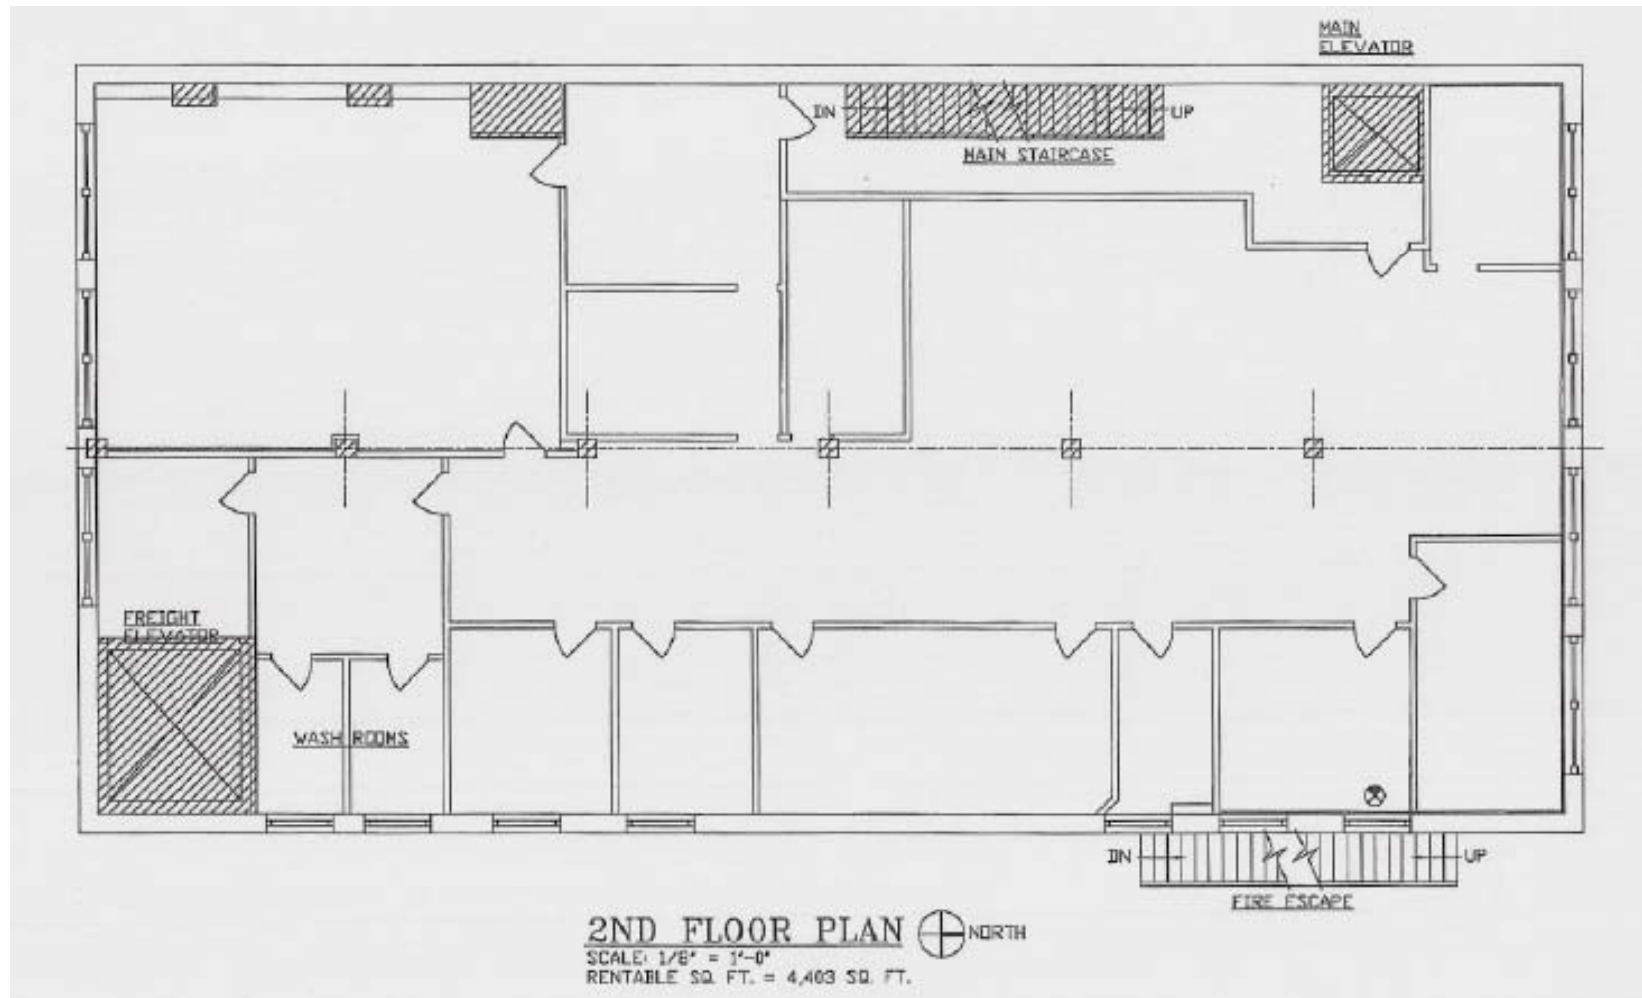 MAIN
ELEVATOR
DN
UP
MAIN STAIRCASE
FREIGHT
ELEVATOR
WASH ROOMS
DN
UP
FIRE ESCAPE
2ND FLOOR PLAN
NORTH
SCALE: 1/8" = 1'-0"
RENTABLE SQ. FT. = 4,403 SQ. FT.